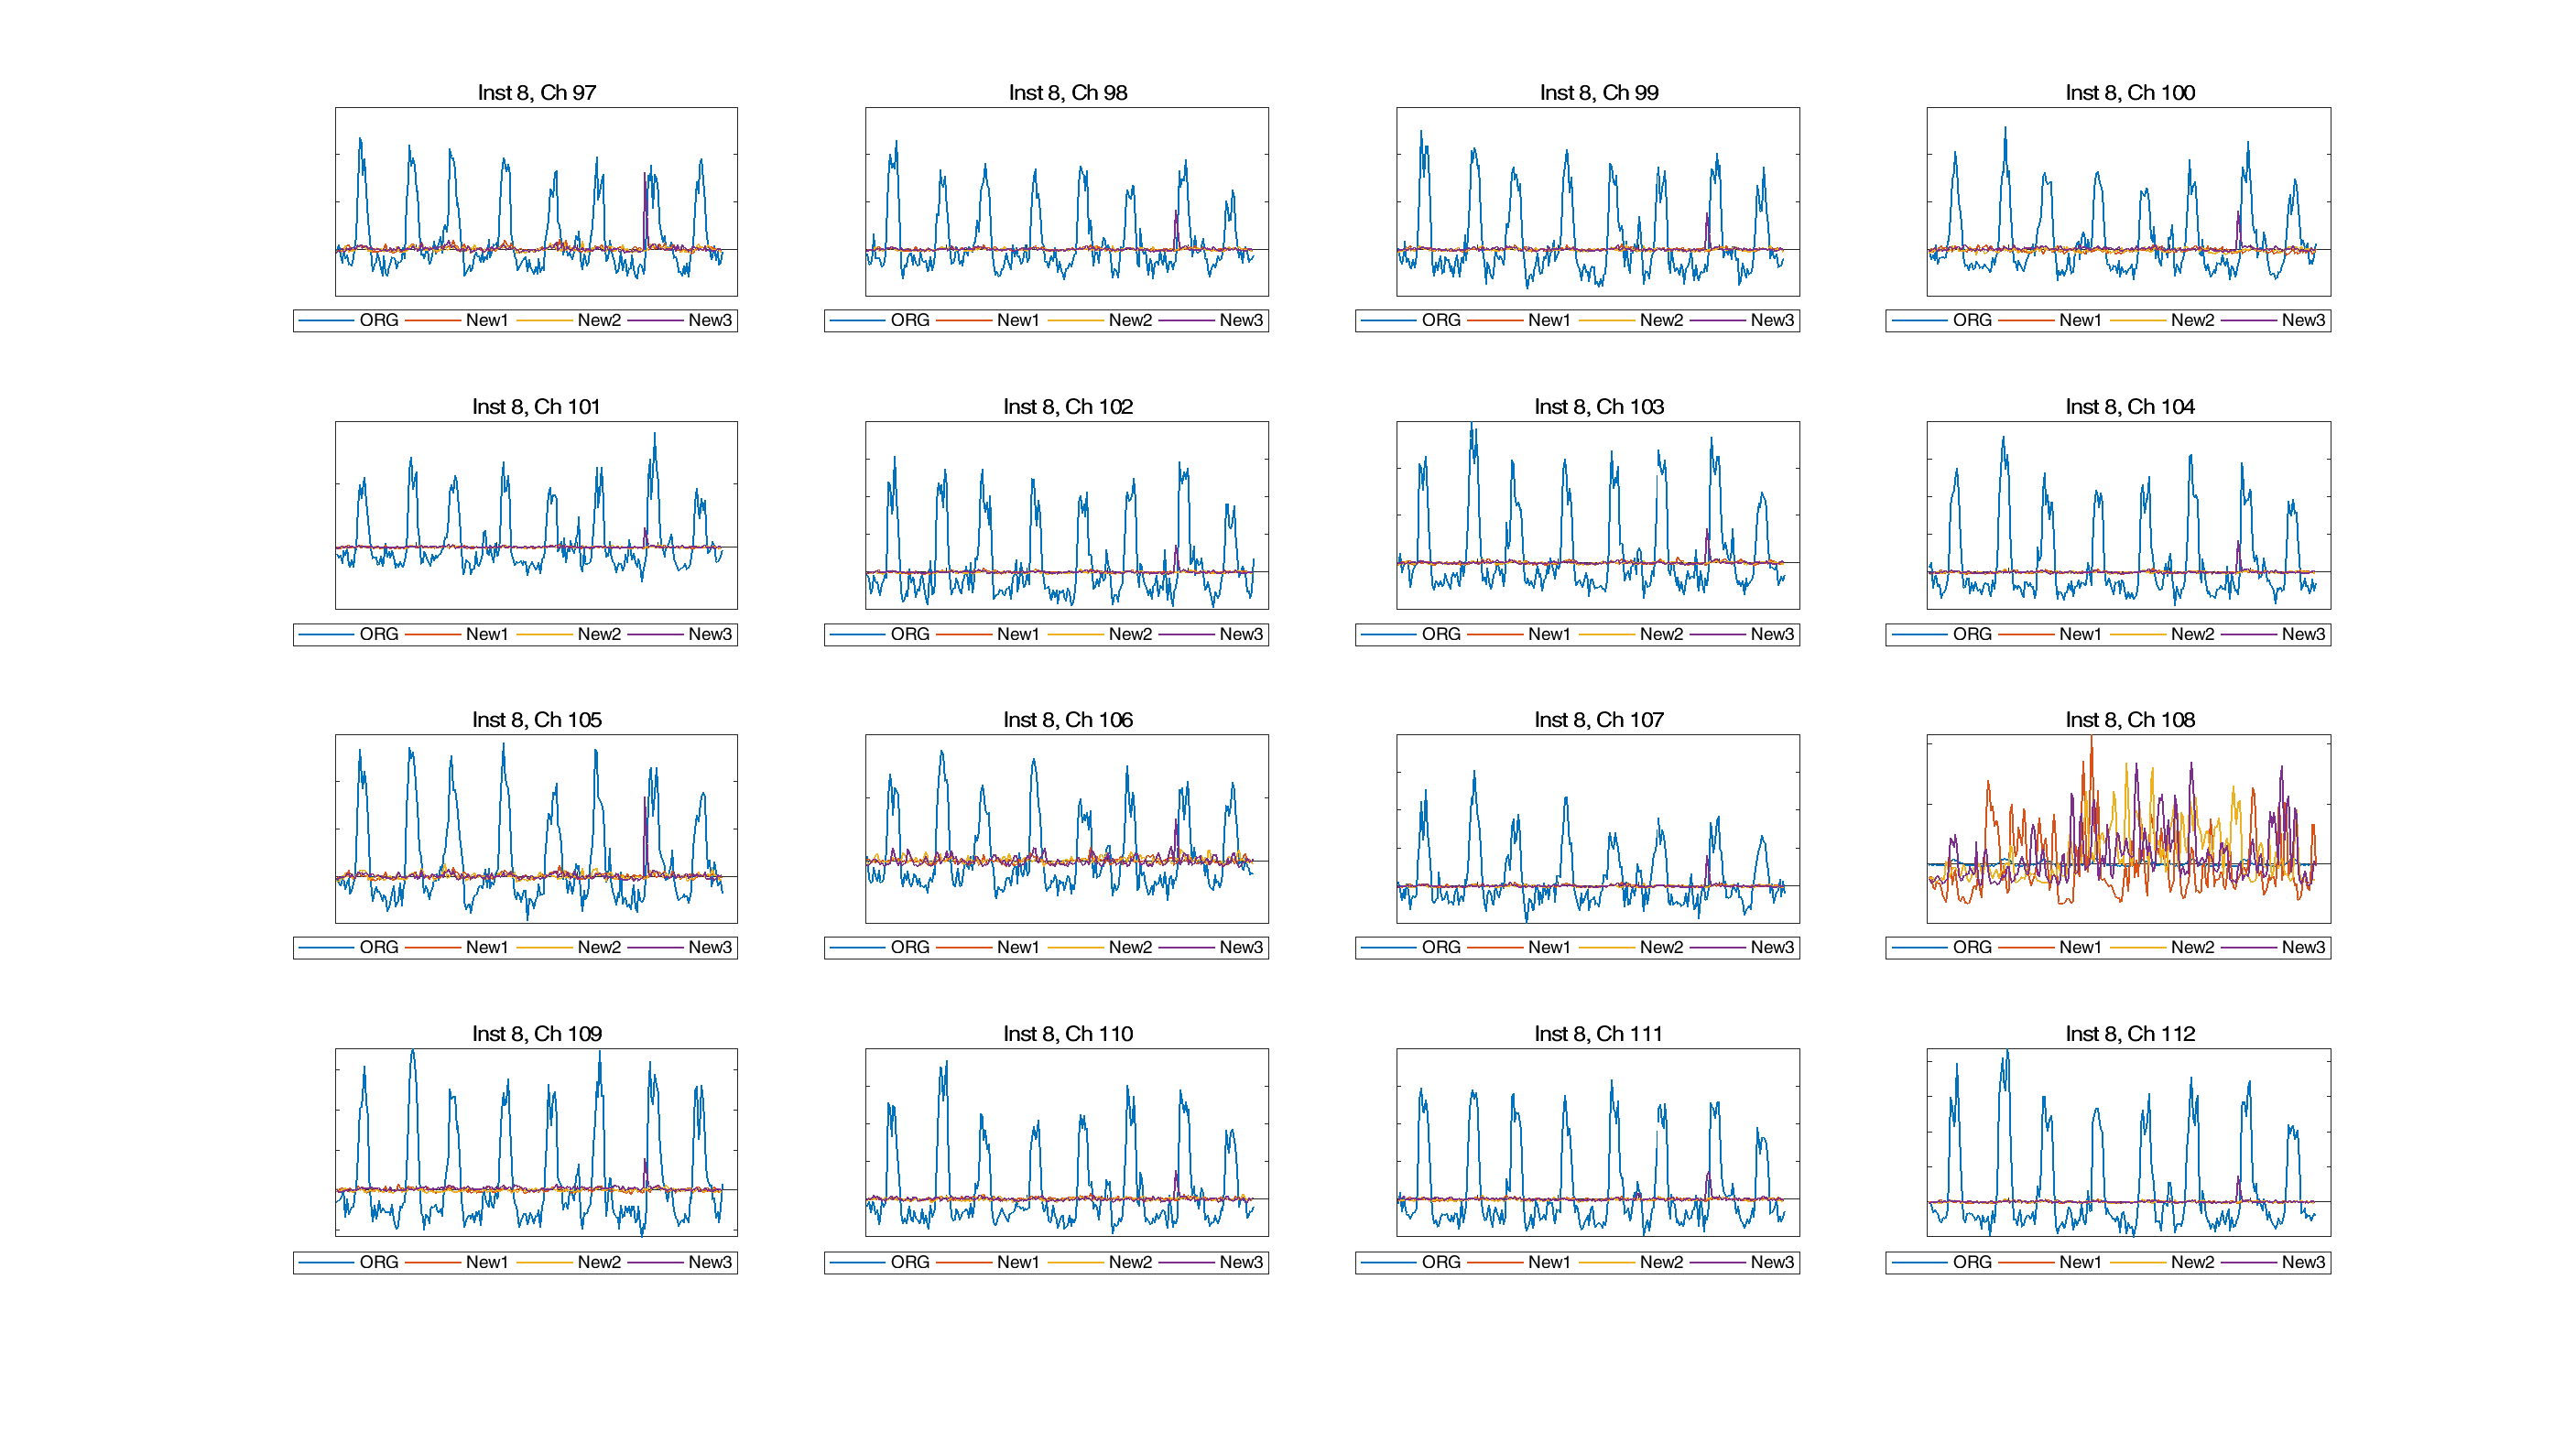 Inst 8, Ch 97
Inst 8, Ch 98
Inst 8, Ch 99
Inst 8, Ch 100
ORG New1 New2 New3
ORG New1 New2 New3
ORG New1 New2 New3
ORG New1 New2 New3
Inst 8, Ch 101
Inst 8, Ch 102
Inst 8, Ch 103
Inst 8, Ch 104
ORG New1 New2 New3
ORG New1 New2 New3
ORG New1 New2 New3
ORG New1 New2 New3
Inst 8, Ch 105
Inst 8, Ch 106
Inst 8, Ch 107
Inst 8, Ch 108
ORG New1 New2 New3
ORG New1 New2 New3
ORG New1 New2 New3
ORG New1 New2 New3
Inst 8, Ch 109
Inst 8, Ch 110
Inst 8, Ch 111
Inst 8, Ch 112
ORG New1 New2 New3
ORG New1 New2 New3
ORG New1 New2 New3
ORG New1 New2 New3